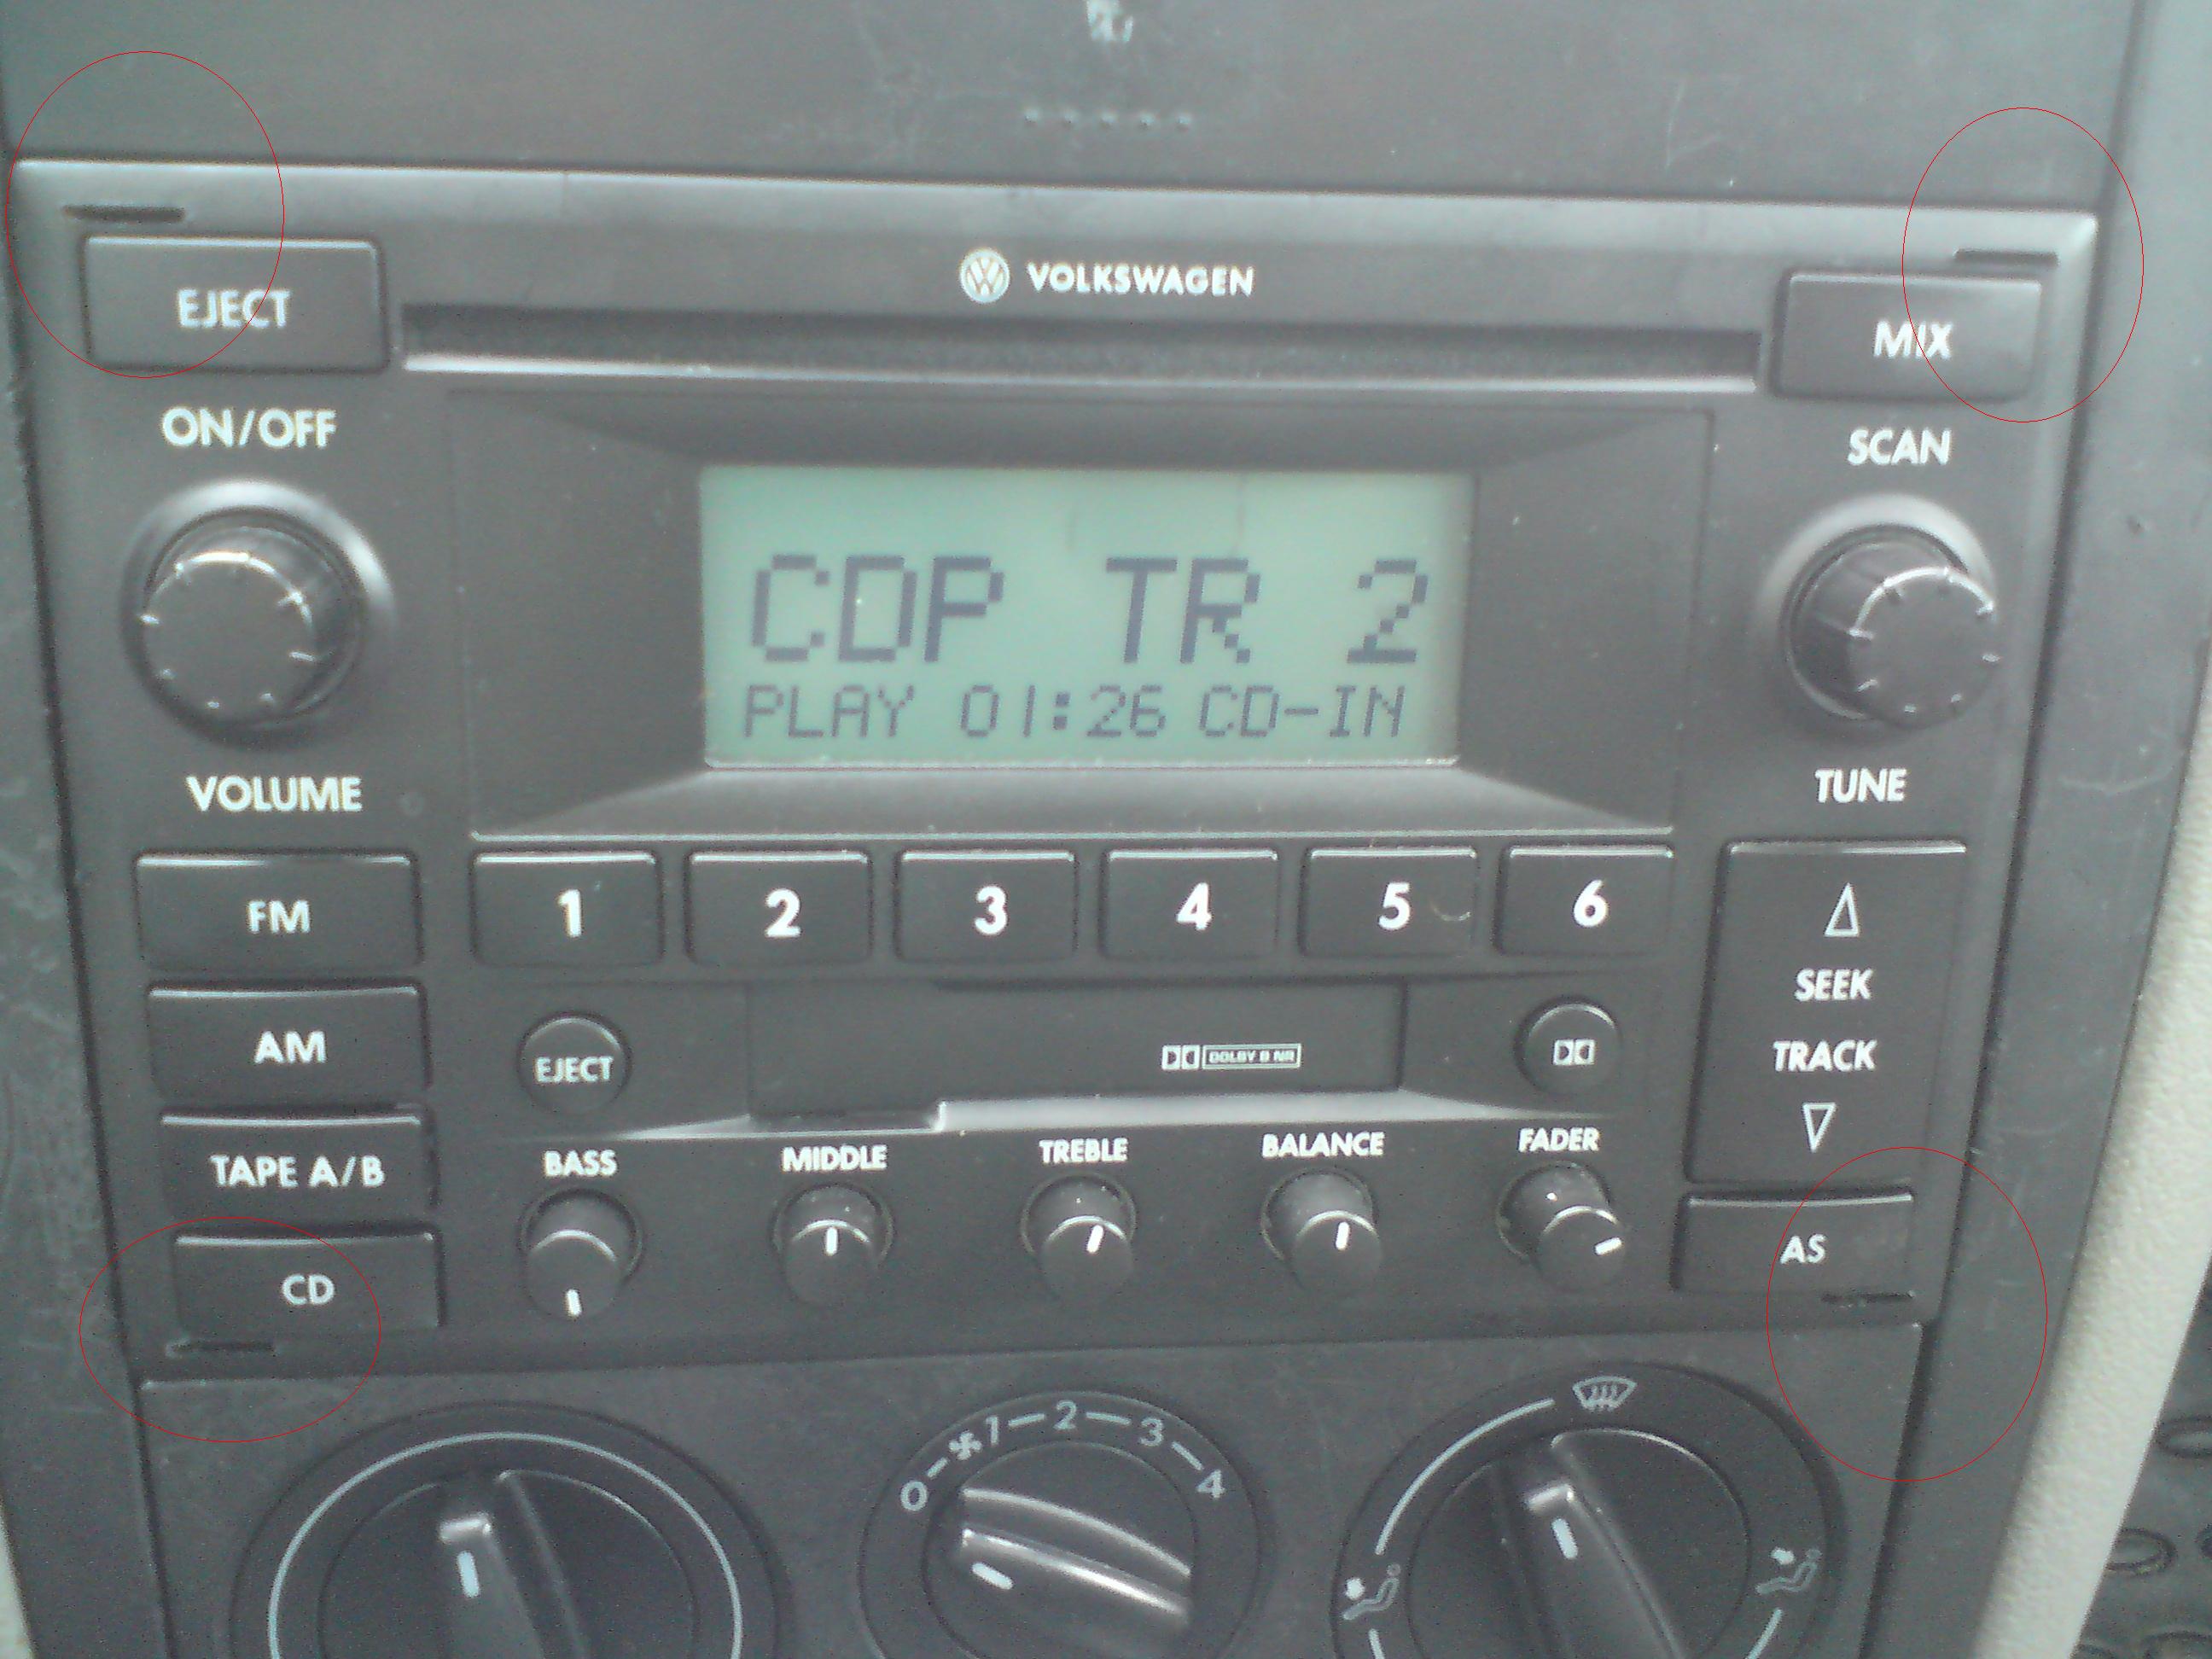 VOLKSWAGEN
EJECT
MIX
ON/OFF
SCAN
CDP TR 2
PLAY 01:26 CD-IN
VOLUME
TUNE
FM
1 2 3 4 5 6
AM
EJECT
DOLBY B NR
SEEK
TRACK
TAPE A/B
BASS
MIDDLE
TREBLE
BALANCE
FADER
CD
AS
0 1 2 3 4